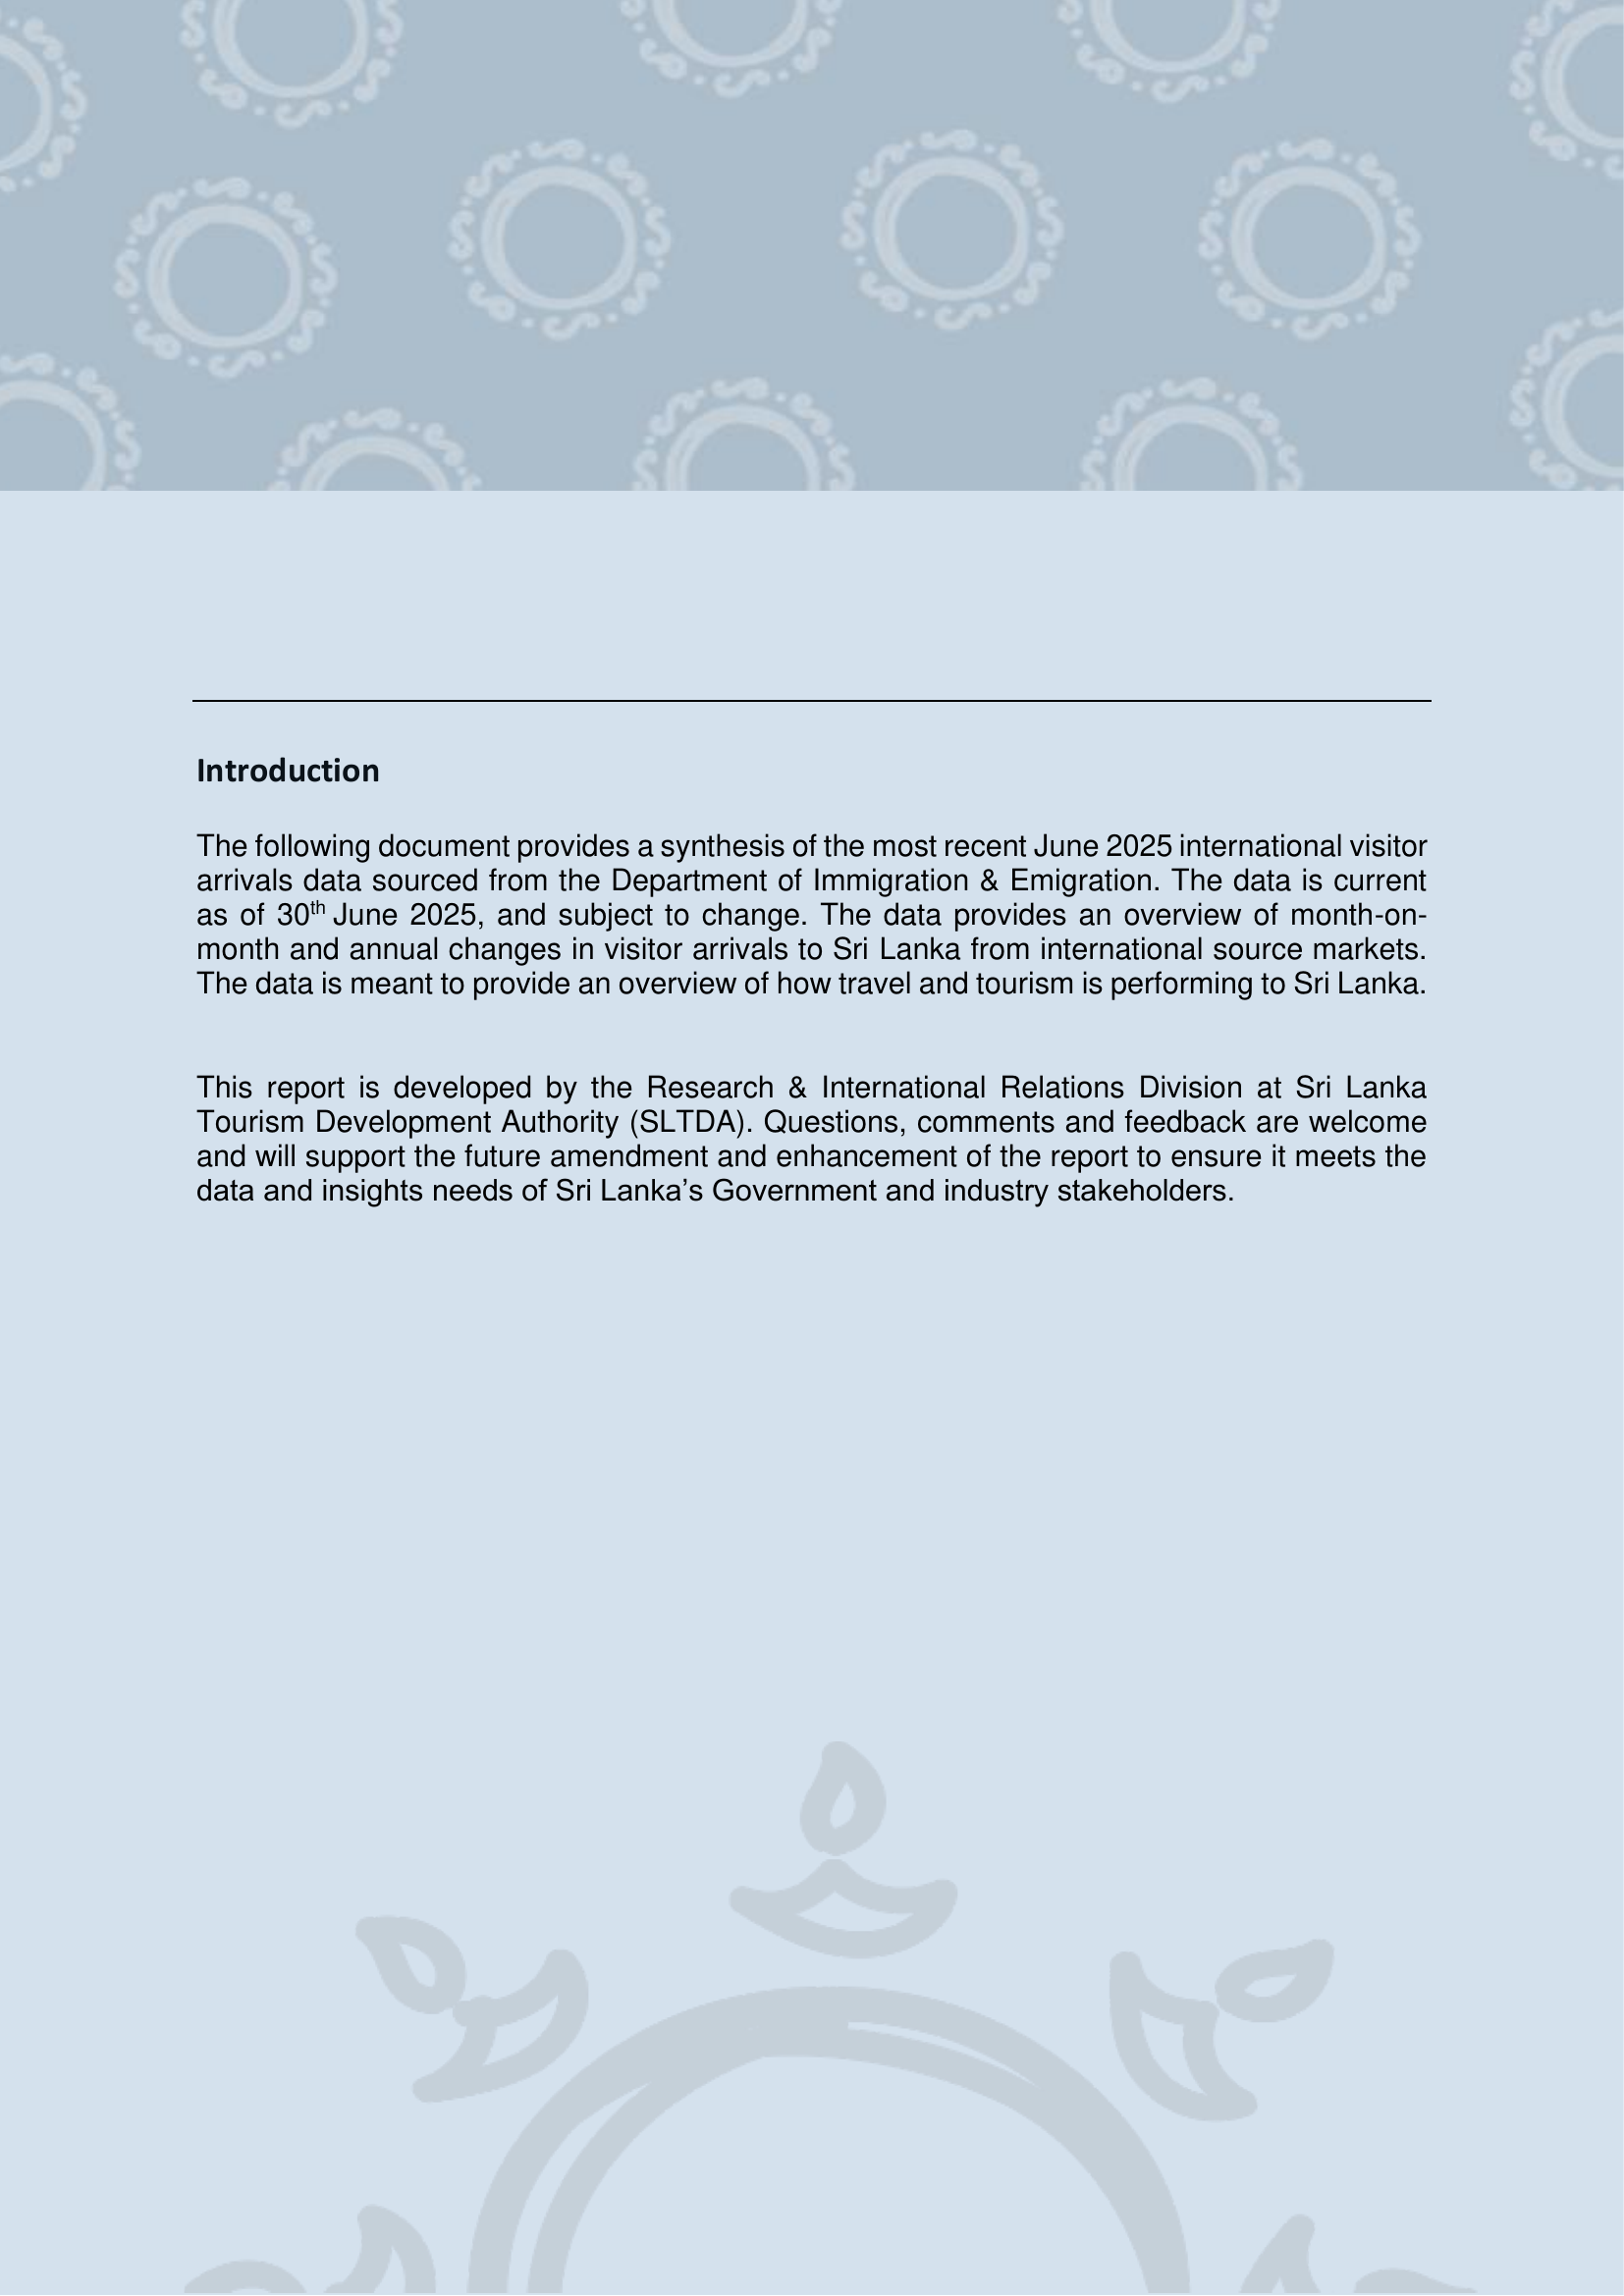 Introduction
The following document provides a synthesis of the most recent June 2025 international visitor
arrivals data sourced from the Department of Immigration & Emigration. The data is current
as of 30th June 2025, and subject to change. The data provides an overview of month-on-
month and annual changes in visitor arrivals to Sri Lanka from international source markets.
The data is meant to provide an overview of how travel and tourism is performing to Sri Lanka.
This report is developed by the Research & International Relations Division at Sri Lanka
Tourism Development Authority (SLTDA). Questions, comments and feedback are welcome
and will support the future amendment and enhancement of the report to ensure it meets the
data and insights needs of Sri Lanka’s Government and industry stakeholders.